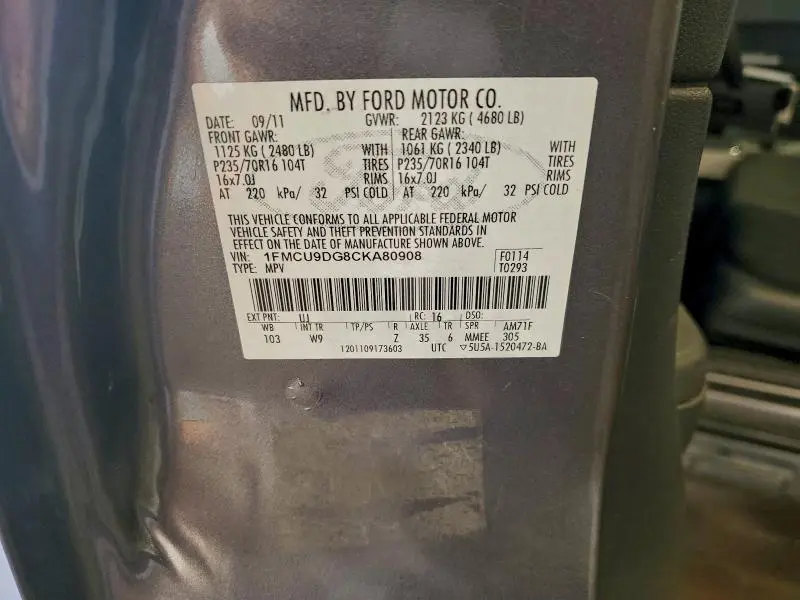 MFD. BY FORD MOTOR CO.
DATE: 09/11 GVWR: 2123 KG ( 4680 LB)
FRONT GAWR: REAR GAWR:
1125 KG ( 2480 LB) WITH 1061 KG ( 2340 LB) WITH
P235/70R16 104T TIRES P235/70R16 104T TIRES
16x7.0J RIMS 16x7.0J RIMS
AT 220 kPa/ 32 PSI COLD AT 220 kPa/ 32 PSI COLD
Ford
THIS VEHICLE CONFORMS TO ALL APPLICABLE FEDERAL MOTOR
VEHICLE SAFETY AND THEFT PREVENTION STANDARDS IN
EFFECT ON THE DATE OF MANUFACTURE SHOWN ABOVE.
VIN: 1FMCU9DG8CKA80908 F0114
TYPE: MPV T0293
EXT PNT: UJ RC: 16 DSO:
WB INT TR TP/PS R AXLE TR SPR AM71F
103 W9 Z 35 6 MMEE 305
1201109173603 UTC ▽5U5A-1520472-BA